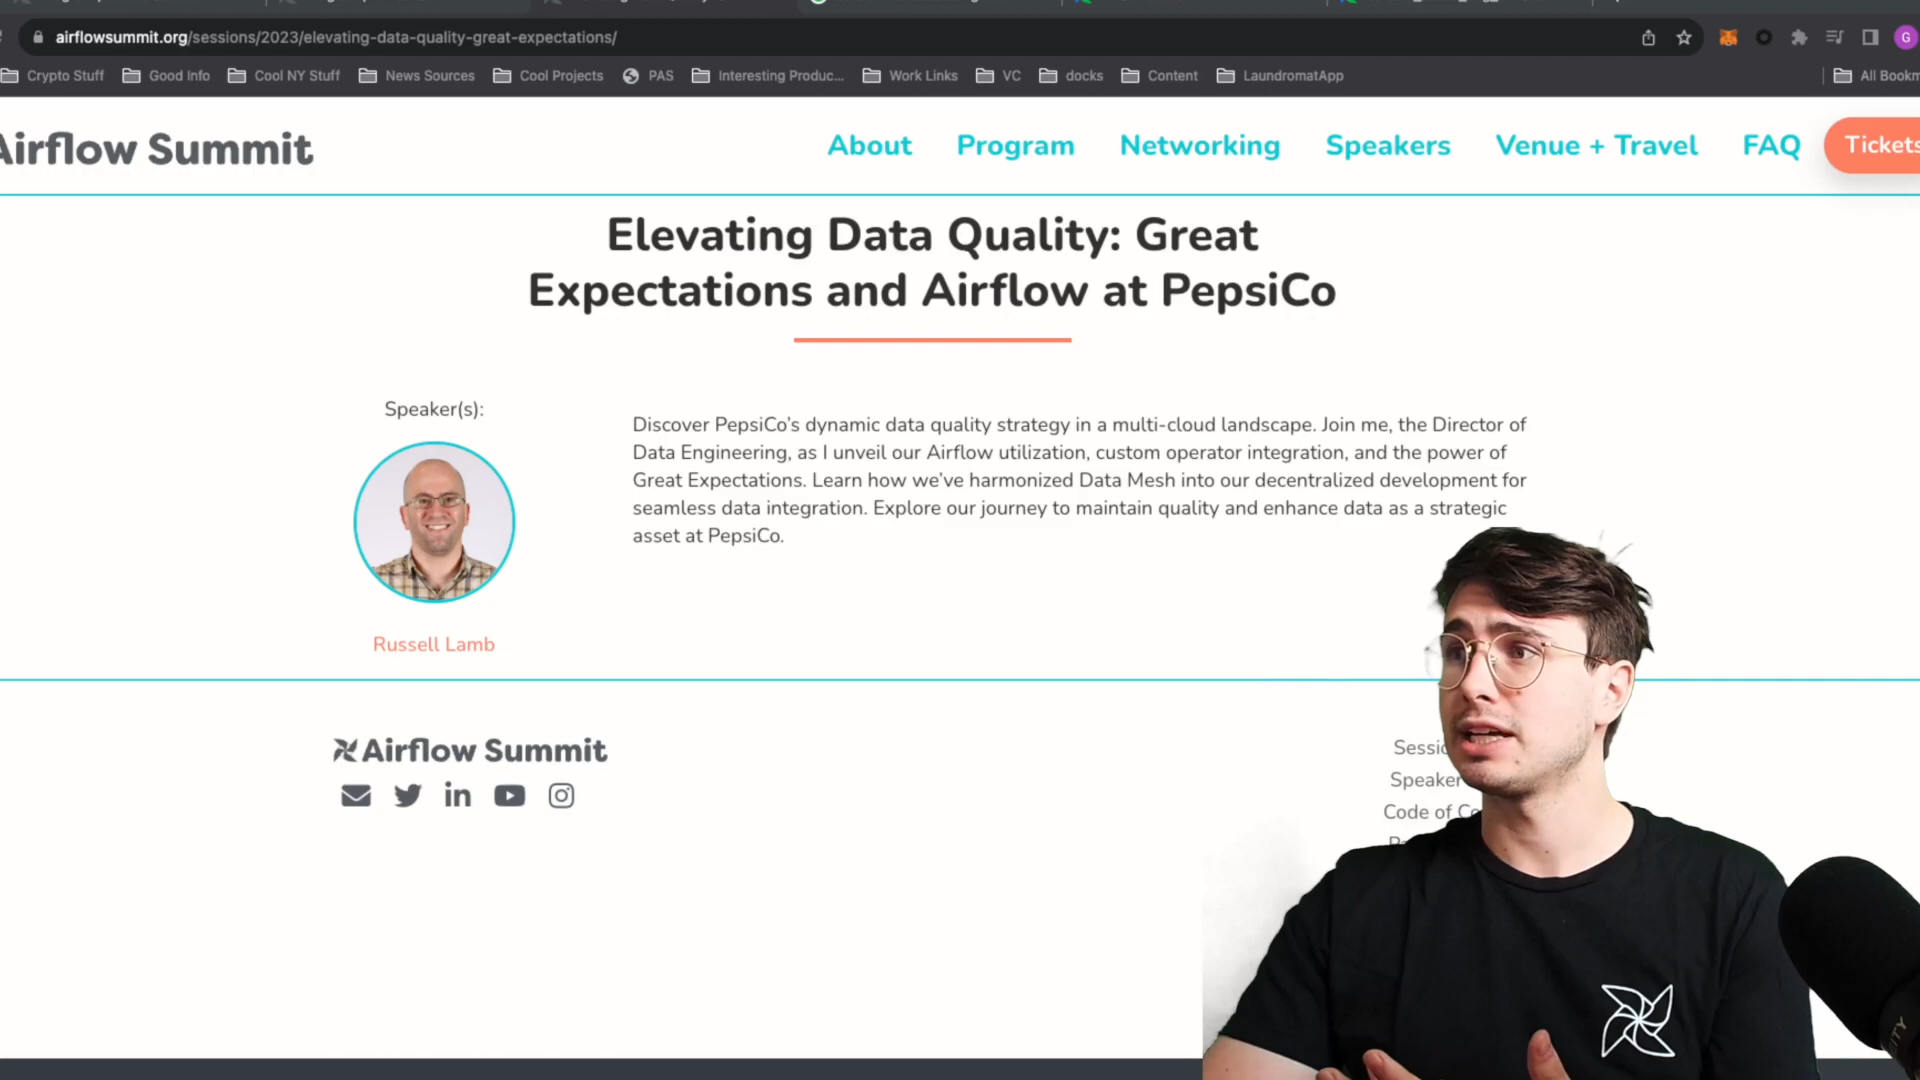 airflowsummit.org/sessions/2023/elevating-data-quality-great-expectations/
G
Crypto Stuff
Good Info
Cool NY Stuff
News Sources
Cool Projects
PAS
Interesting Produc...
Work Links
VC
docks
Content
LaundromatApp
All Bookm
Airflow Summit
About
Program
Networking
Speakers
Venue + Travel
FAQ
Tickets
Elevating Data Quality: Great
Expectations and Airflow at PepsiCo
Speaker(s):
Russell Lamb
Discover PepsiCo’s dynamic data quality strategy in a multi-cloud landscape. Join me, the Director of
Data Engineering, as I unveil our Airflow utilization, custom operator integration, and the power of
Great Expectations. Learn how we’ve harmonized Data Mesh into our decentralized development for
seamless data integration. Explore our journey to maintain quality and enhance data as a strategic
asset at PepsiCo.
Airflow Summit
Sessio
Speaker
Code of Co